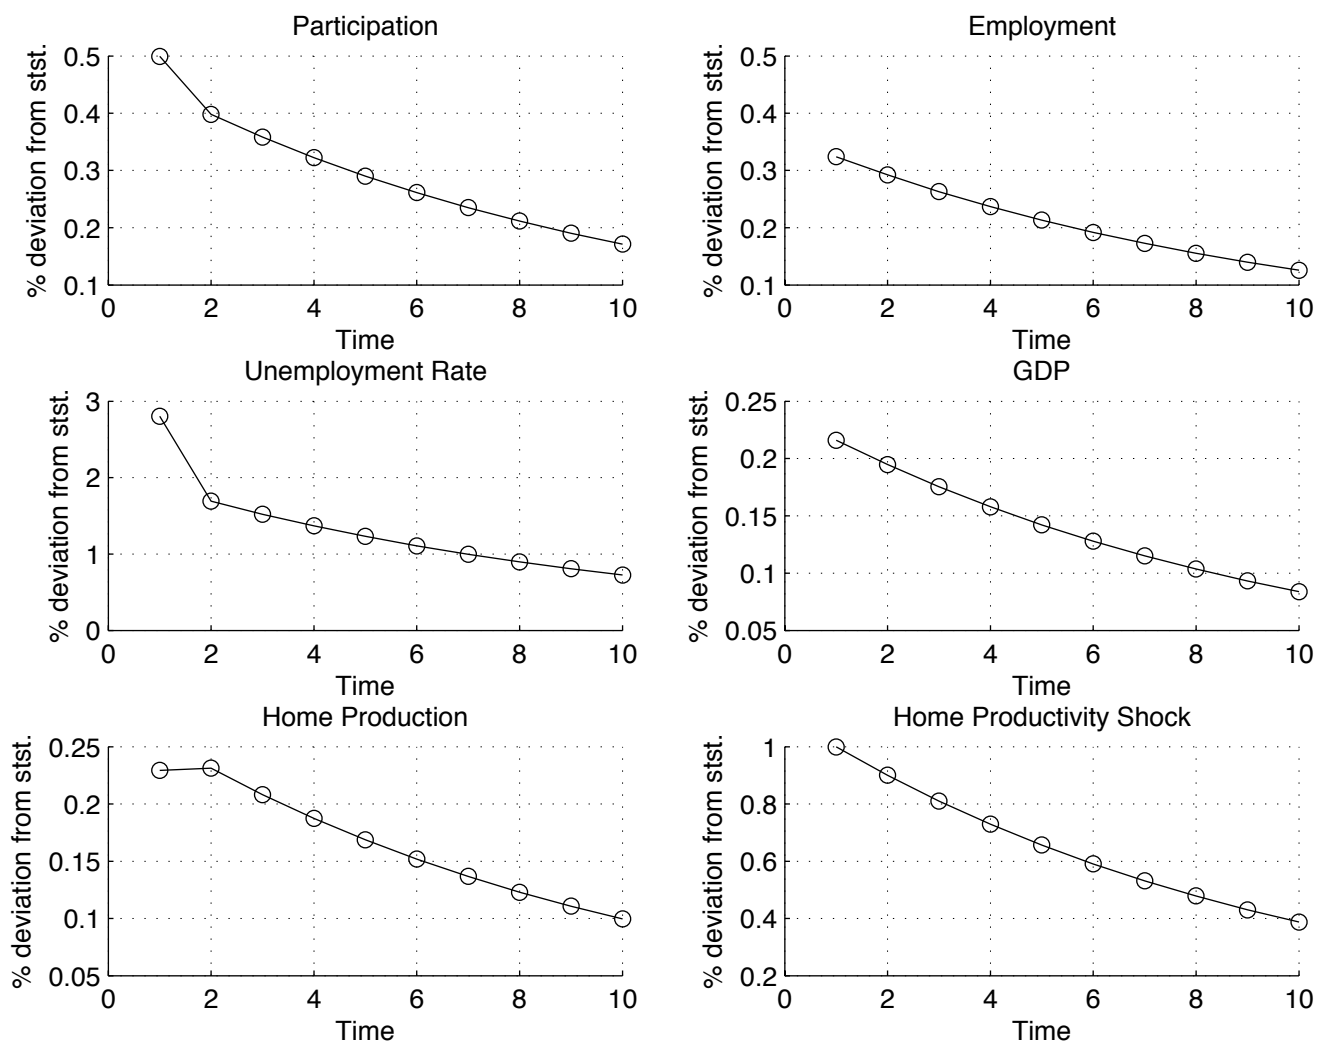 Participation
% deviation from stst.
0.5
0.4
0.3
0.2
0.1
0 2 4 6 8 10
Time
Employment
% deviation from stst.
0.5
0.4
0.3
0.2
0.1
0 2 4 6 8 10
Time
Unemployment Rate
% deviation from stst.
3
2
1
0
0 2 4 6 8 10
Time
GDP
% deviation from stst.
0.25
0.2
0.15
0.1
0.05
0 2 4 6 8 10
Time
Home Production
% deviation from stst.
0.25
0.2
0.15
0.1
0.05
0 2 4 6 8 10
Time
Home Productivity Shock
% deviation from stst.
1
0.8
0.6
0.4
0.2
0 2 4 6 8 10
Time